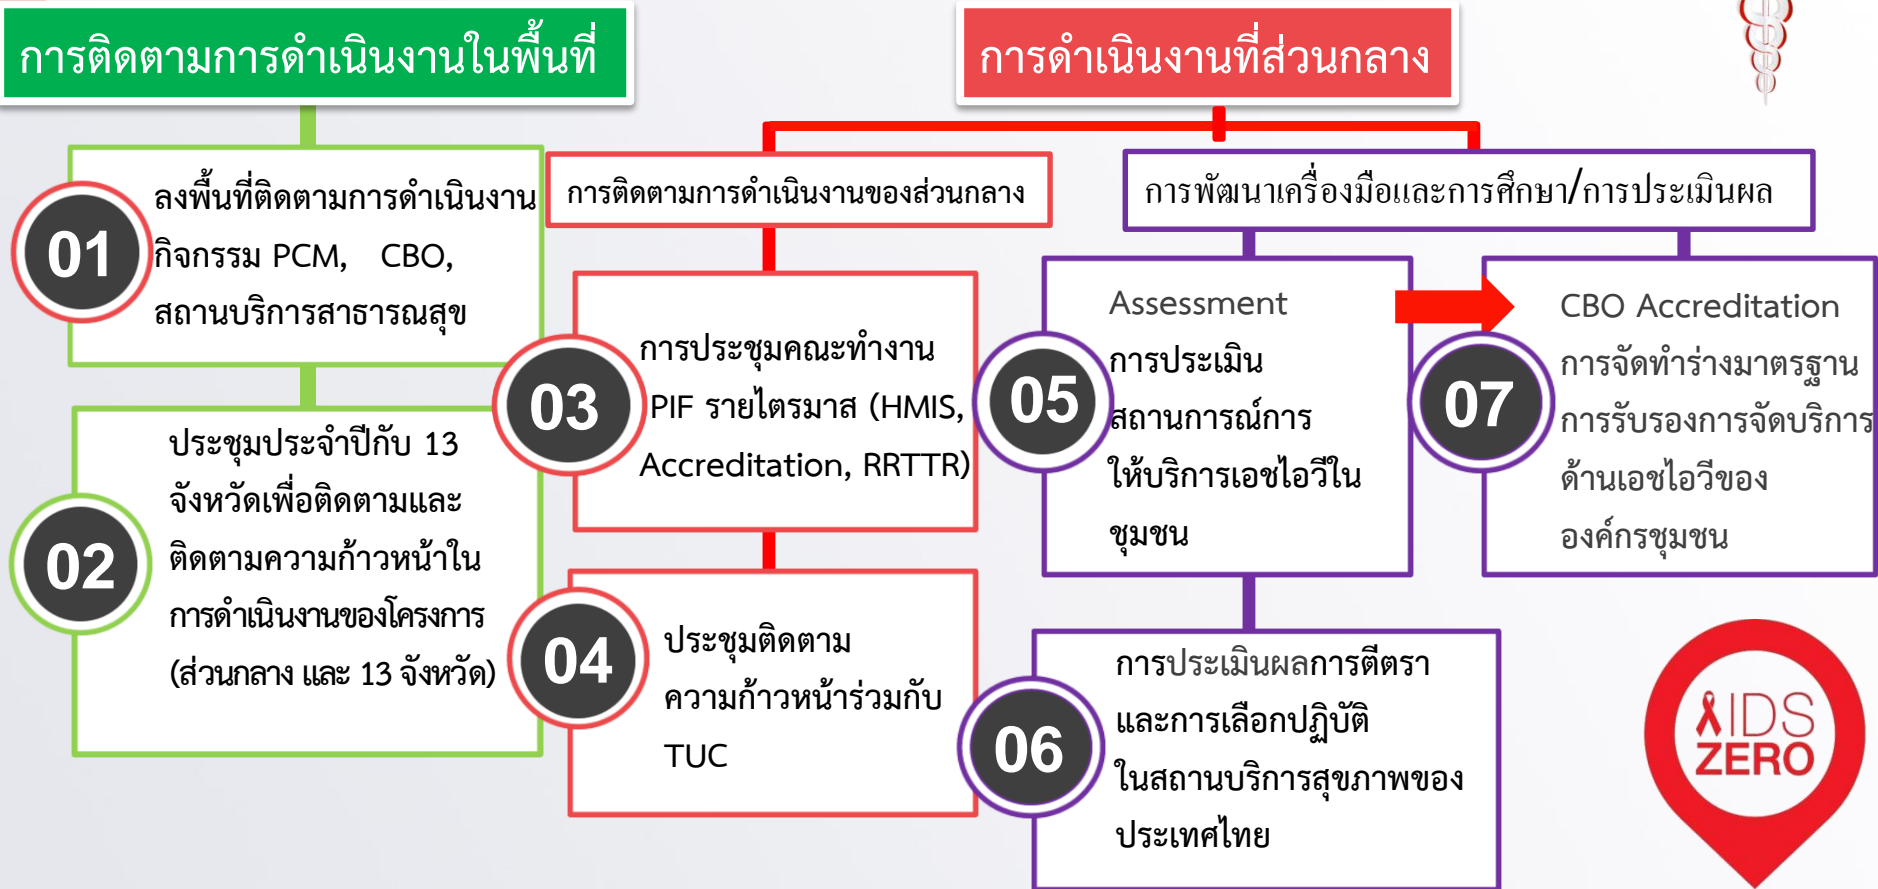 การติดตามการดำเนินงานในพื้นที่
01
ลงพื้นที่ติดตามการดำเนินงาน
กิจกรรม PCM, CBO,
สถานบริการสาธารณสุข
02
ประชุมประจำปีกับ 13
จังหวัดเพื่อติดตามและ
ติดตามความก้าวหน้าใน
การดำเนินงานของโครงการ
(ส่วนกลาง และ 13 จังหวัด)
การดำเนินงานที่ส่วนกลาง
การติดตามการดำเนินงานของส่วนกลาง
03
การประชุมคณะทำงาน
PIF รายไตรมาส (HMIS,
Accreditation, RRTTR)
04
ประชุมติดตาม
ความก้าวหน้าร่วมกับ
TUC
การพัฒนาเครื่องมือและการศึกษา/การประเมินผล
05
Assessment
การประเมิน
สถานการณ์การ
ให้บริการเอชไอวีใน
ชุมชน
06
การประเมินผลการตีตรา
และการเลือกปฏิบัติ
ในสถานบริการสุขภาพของ
ประเทศไทย
07
CBO Accreditation
การจัดทำร่างมาตรฐาน
การรับรองการจัดบริการ
ด้านเอชไอวีของ
องค์กรชุมชน
AIDS
ZERO